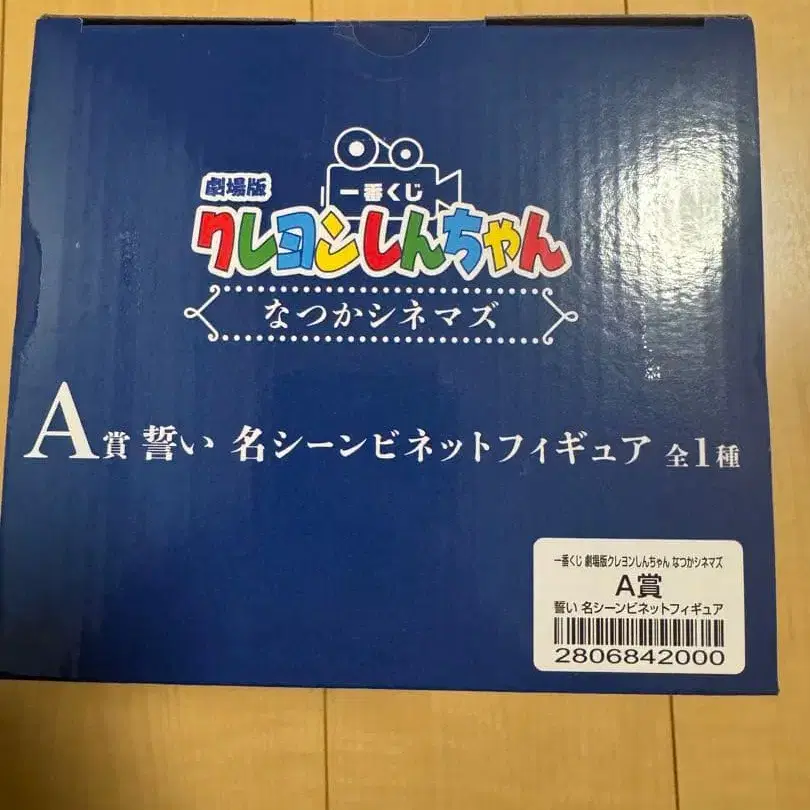 劇場版
一番くじ
クレヨンしんちゃん
なつかシネマズ
A賞 誓い 名シーンビネットフィギュア 全1種
一番くじ 劇場版クレヨンしんちゃん なつかシネマズ
A賞
誓い 名シーンビネットフィギュア
2806842000